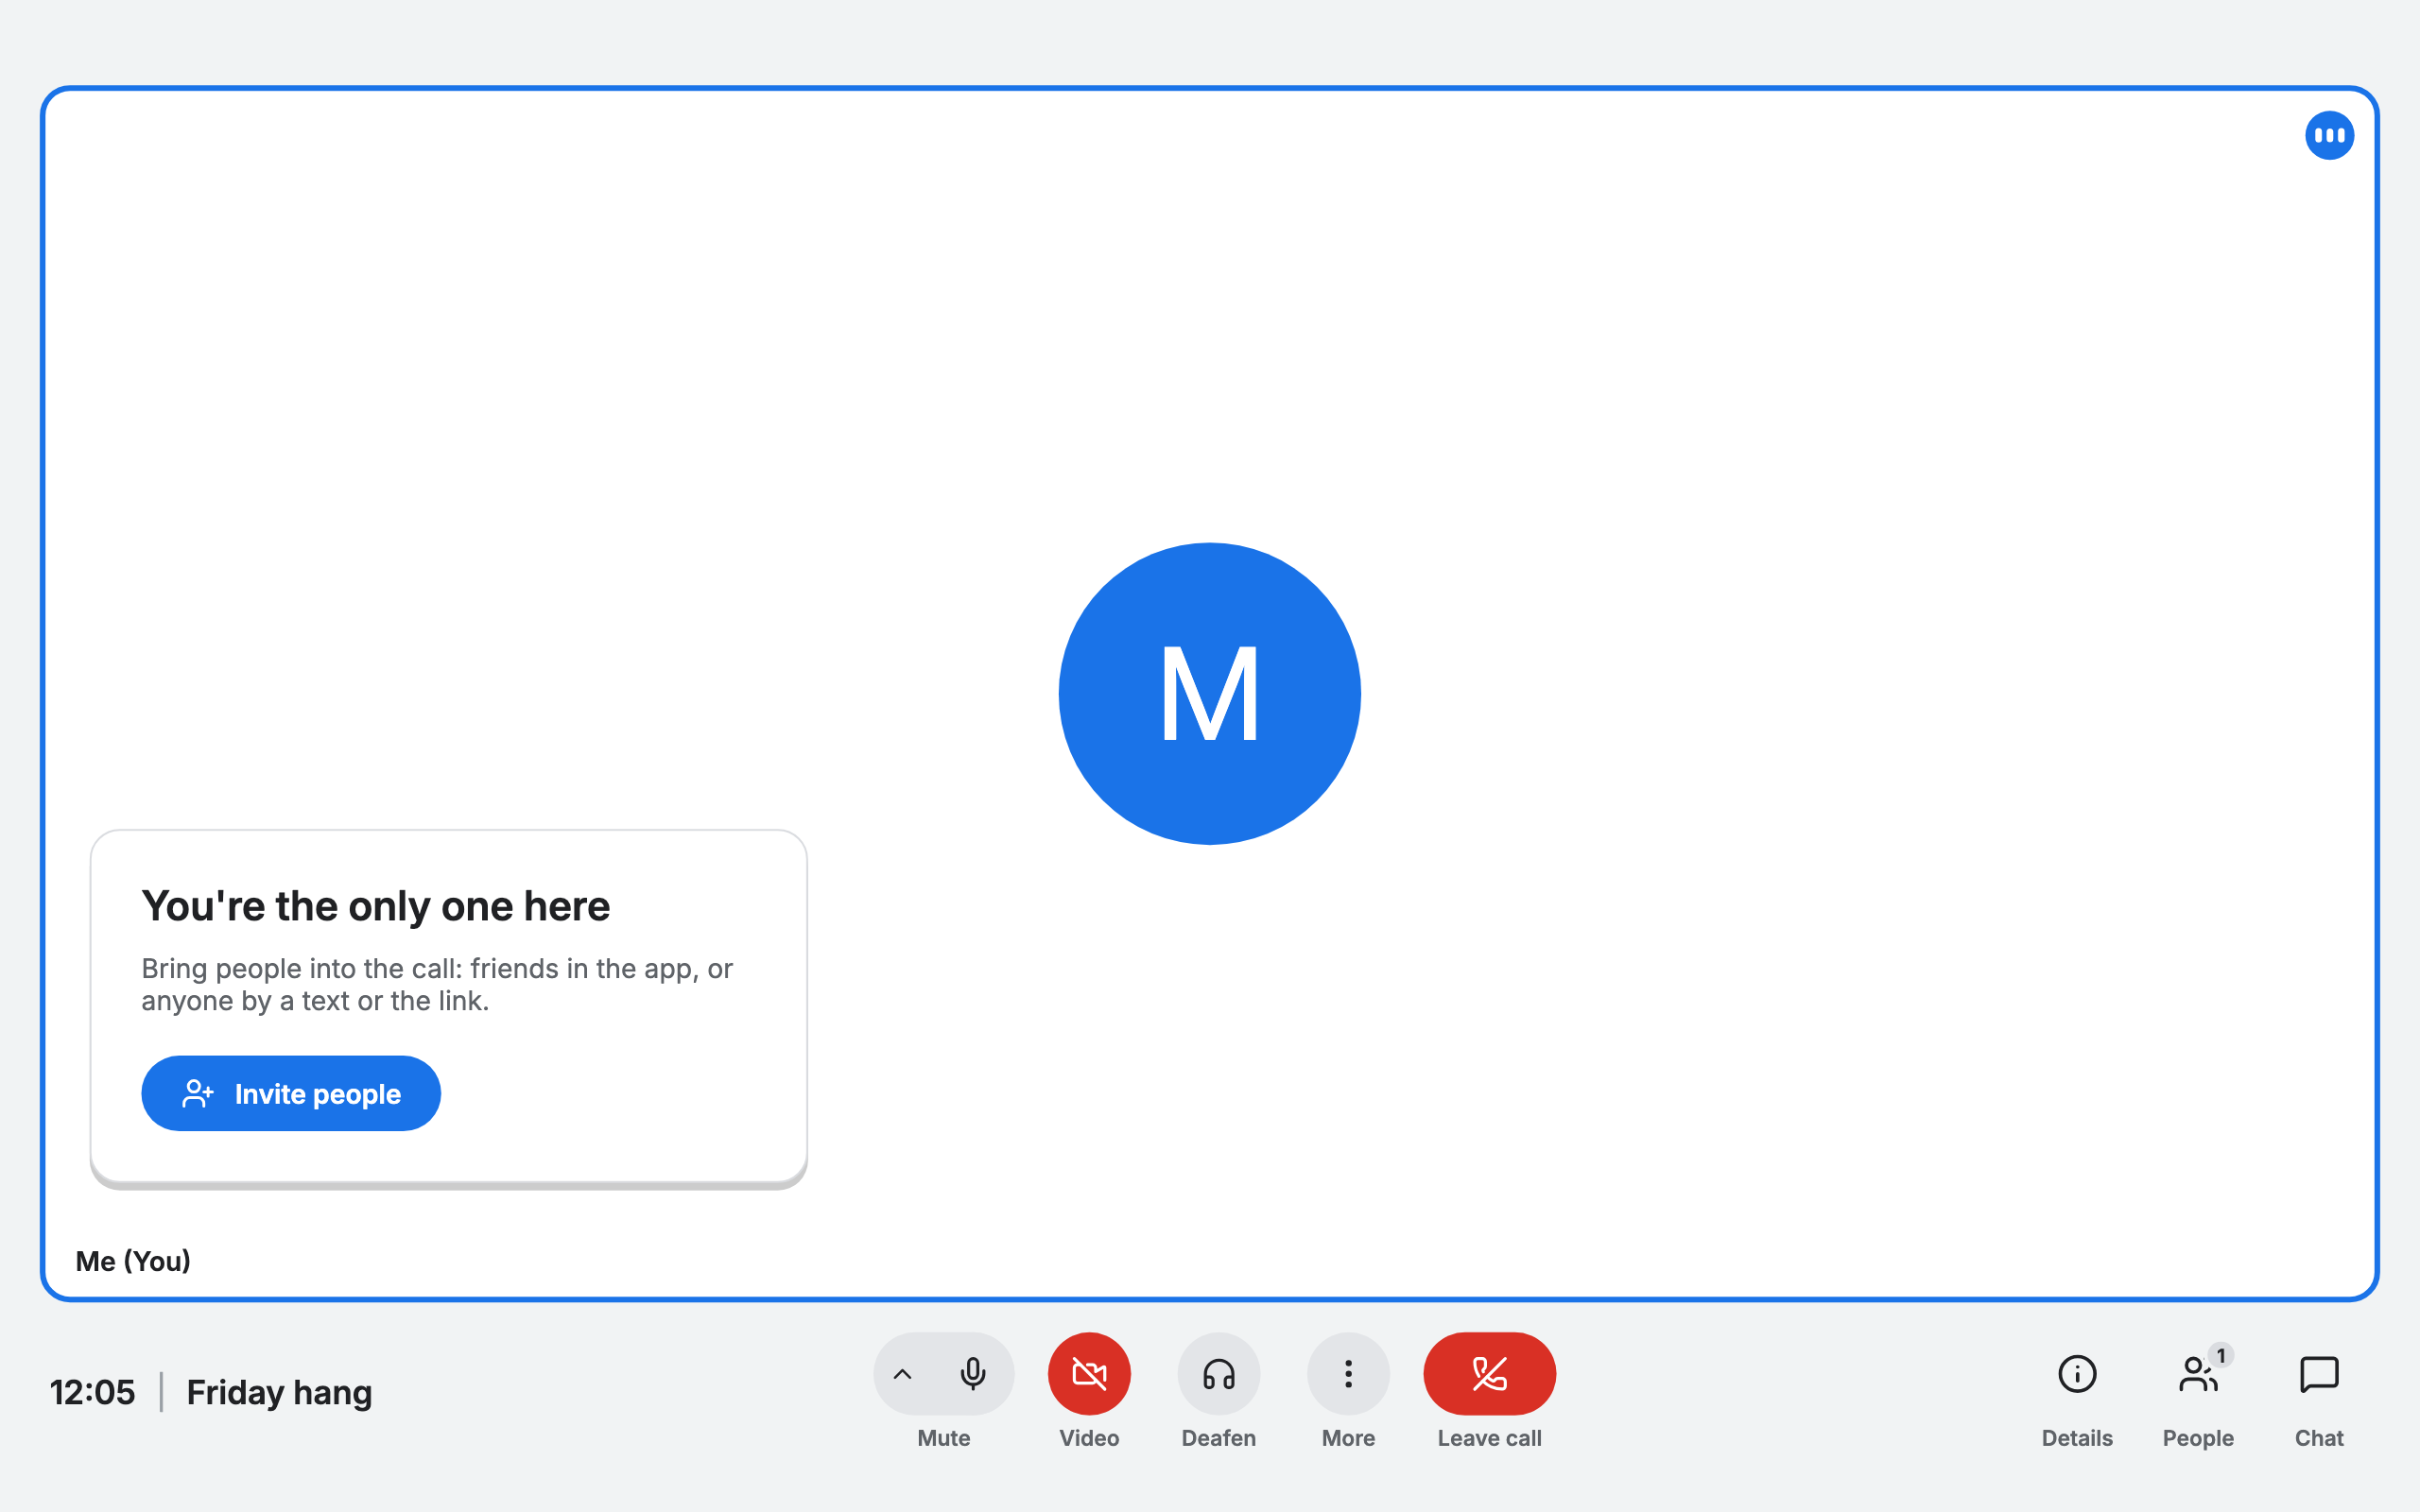 M
You're the only one here
Bring people into the call: friends in the app, or
anyone by a text or the link.
Invite people
Me (You)
12:05
Friday hang
Mute
Video
Deafen
More
Leave call
Details
1
People
Chat